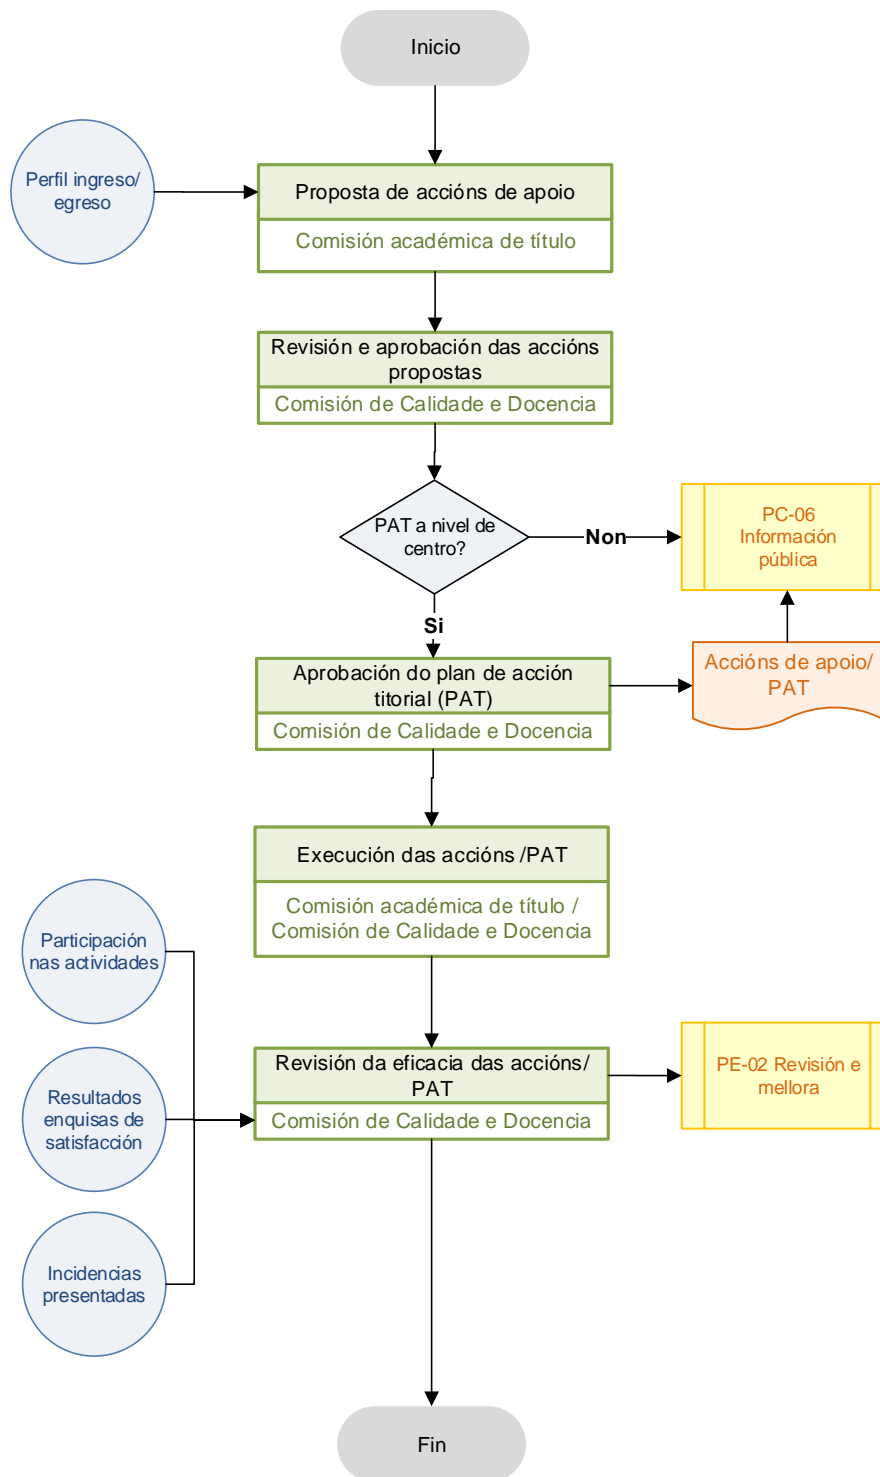 Inicio
Perfil ingreso/
egreso
Proposta de accións de apoio
Comisión académica de título
Revisión e aprobación das accións
propostas
Comisión de Calidade e Docencia
PAT a nivel de
centro?
Non
PC-06
Información
pública
Si
Aprobación do plan de acción
titorial (PAT)
Comisión de Calidade e Docencia
Accións de apoio/
PAT
Execución das accións /PAT
Comisión académica de título /
Comisión de Calidade e Docencia
Participación
nas actividades
Revisión da eficacia das accións/
PAT
Comisión de Calidade e Docencia
PE-02 Revisión e
mellora
Resultados
enquisas de
satisfacción
Incidencias
presentadas
Fin